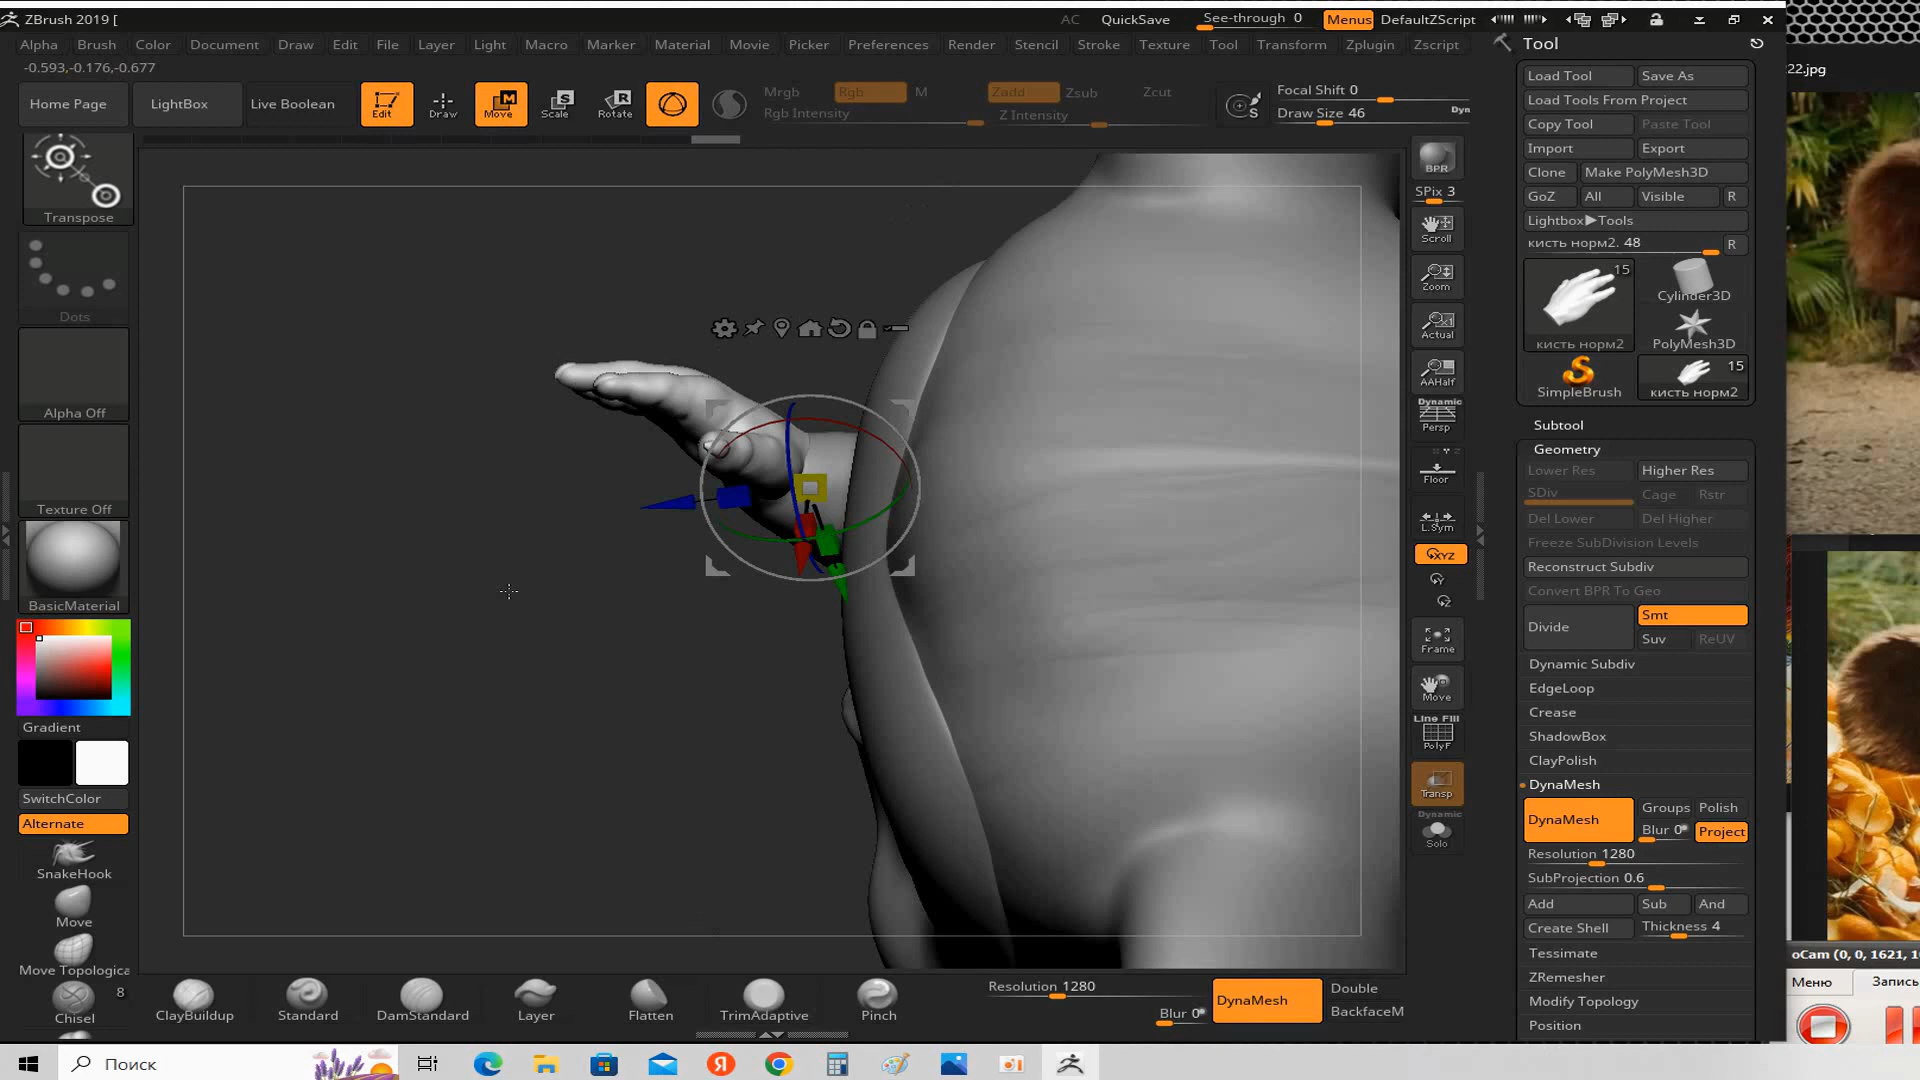 ZBrush 2019 [
AC
QuickSave
See-through 0
Menus
DefaultZScript
Alpha
Brush
Color
Document
Draw
Edit
File
Layer
Light
Macro
Marker
Material
Movie
Picker
Preferences
Render
Stencil
Stroke
Texture
Tool
Transform
Zplugin
Zscript
-0.593,-0.176,-0.677
Home Page
LightBox
Live Boolean
Edit
Draw
Move
Scale
Rotate
Mrgb
Rgb
M
Rgb Intensity
Zadd
Zsub
Zcut
Z Intensity
Focal Shift 0
Draw Size 46
Dyn
Transpose
Dots
Alpha Off
Texture Off
BasicMaterial
Gradient
SwitchColor
Alternate
SnakeHook
Move
Move Topologica
8
Chisel
BPR
SPix 3
Scroll
Zoom
Actual
AAHalf
Dynamic
Persp
Floor
L.Sym
XYZ
Frame
Move
Line Fill
PolyF
Transp
Dynamic
Solo
Tool
Load Tool
Save As
Load Tools From Project
Copy Tool
Paste Tool
Import
Export
Clone
Make PolyMesh3D
GoZ
All
Visible
R
Lightbox▶Tools
кисть норм2. 48
R
15
кисть норм2
Cylinder3D
PolyMesh3D
SimpleBrush
15
кисть норм2
Subtool
Geometry
Lower Res
Higher Res
SDiv
Cage
Rstr
Del Lower
Del Higher
Freeze SubDivision Levels
Reconstruct Subdiv
Convert BPR To Geo
Divide
Smt
Suv
ReUV
Dynamic Subdiv
EdgeLoop
Crease
ShadowBox
ClayPolish
DynaMesh
DynaMesh
Groups
Polish
Blur 0
Project
Resolution 1280
SubProjection 0.6
Add
Sub
And
Create Shell
Thickness 4
Tessimate
ZRemesher
Modify Topology
Position
ClayBuildup
Standard
DamStandard
Layer
Flatten
TrimAdaptive
Pinch
Resolution 1280
Blur 0
DynaMesh
Double
BackfaceM
22.jpg
oCam (0, 0, 1621, 1
Меню
Запись
Поиск